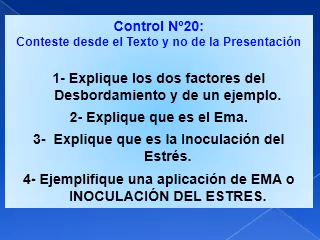 Control Nº20:
Conteste desde el Texto y no de la Presentación
1- Explique los dos factores del
Desbordamiento y de un ejemplo.
2- Explique que es el Ema.
3- Explique que es la Inoculación del
Estrés.
4- Ejemplifique una aplicación de EMA o
INOCULACIÓN DEL ESTRES.